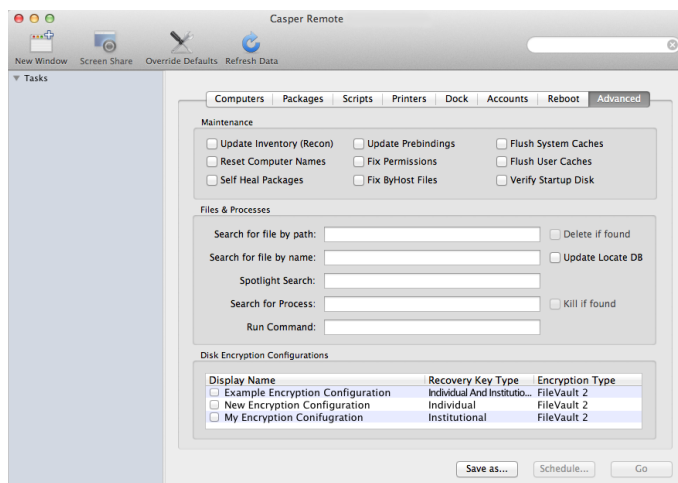 Casper Remote
New Window Screen Share Override Defaults Refresh Data
Tasks
Computers Packages Scripts Printers Dock Accounts Reboot Advanced
Maintenance
Update Inventory (Recon) Update Prebindings Flush System Caches
Reset Computer Names Fix Permissions Flush User Caches
Self Heal Packages Fix ByHost Files Verify Startup Disk
Files & Processes
Search for file by path: Delete if found
Search for file by name: Update Locate DB
Spotlight Search:
Search for Process: Kill if found
Run Command:
Disk Encryption Configurations
Display Name Recovery Key Type Encryption Type
Example Encryption Configuration Individual And Institutio... FileVault 2
New Encryption Configuration Individual FileVault 2
My Encryption Conifugration Institutional FileVault 2
Save as... Schedule... Go